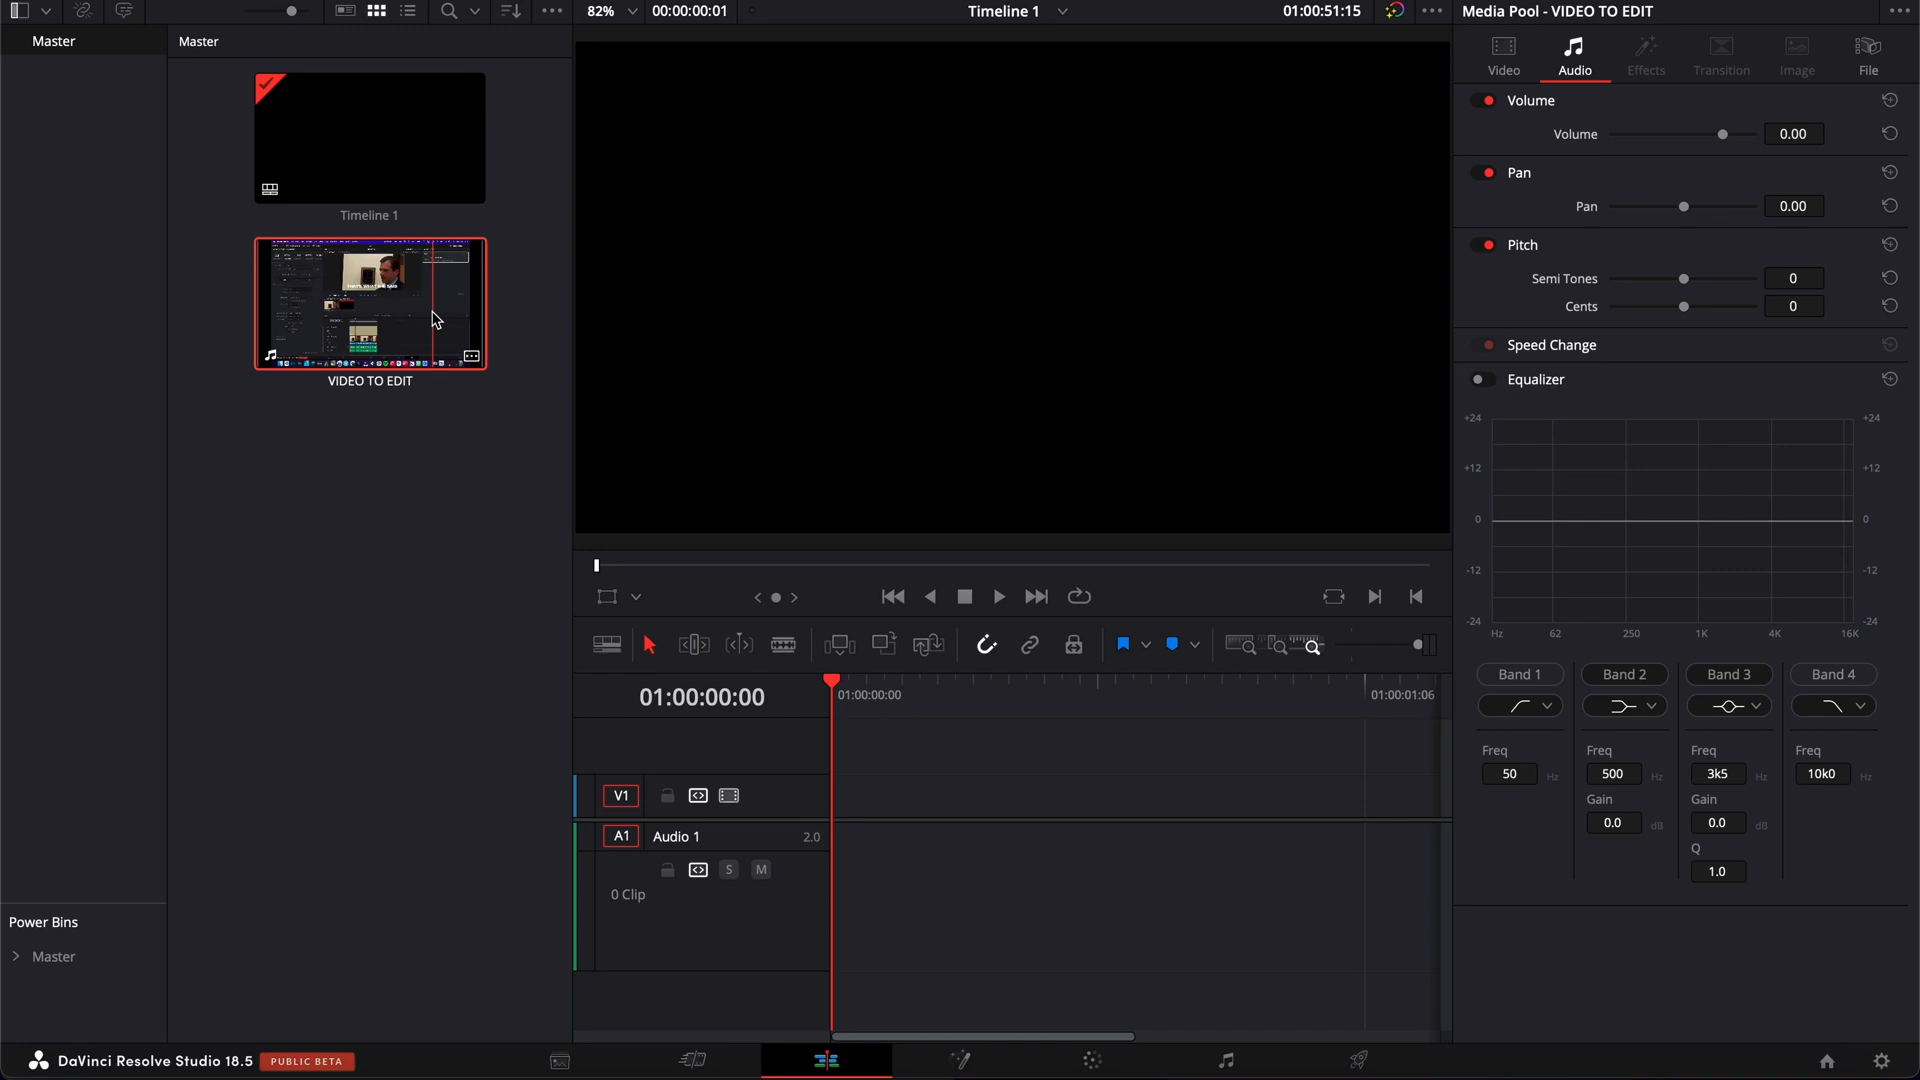 82%
00:00:00:01
Timeline 1
01:00:51:15
Media Pool - VIDEO TO EDIT
Master
Master
Video
Audio
Effects
Transition
Image
File
Timeline 1
THAT'S WHAT SHE SAID
VIDEO TO EDIT
Volume
Volume
0.00
Pan
Pan
0.00
Pitch
Semi Tones
0
Cents
0
Speed Change
Equalizer
+24
+24
+12
+12
0
0
-12
-12
-24
-24
Hz
62
250
1K
4K
16K
Band 1
Band 2
Band 3
Band 4
Freq
Freq
Freq
Freq
50
Hz
500
Hz
3k5
Hz
10k0
Hz
Gain
Gain
0.0
dB
0.0
dB
Q
1.0
01:00:00:00
01:00:00:00
01:00:01:06
V1
A1
Audio 1
2.0
S
M
0 Clip
Power Bins
Master
DaVinci Resolve Studio 18.5
PUBLIC BETA